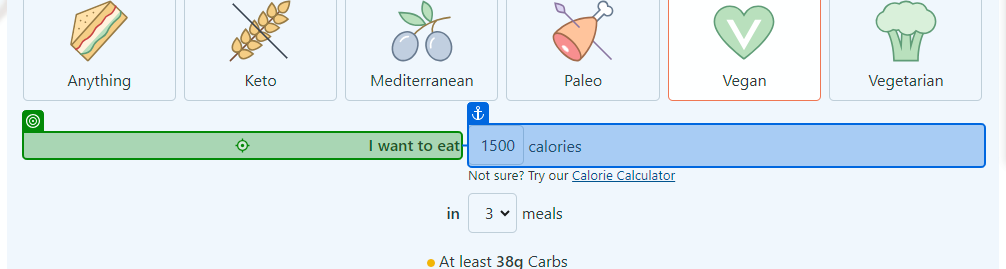 Anything Keto Mediterranean Paleo Vegan Vegetarian
I want to eat 1500 calories
Not sure? Try our Calorie Calculator
in 3 meals
At least 38g Carbs